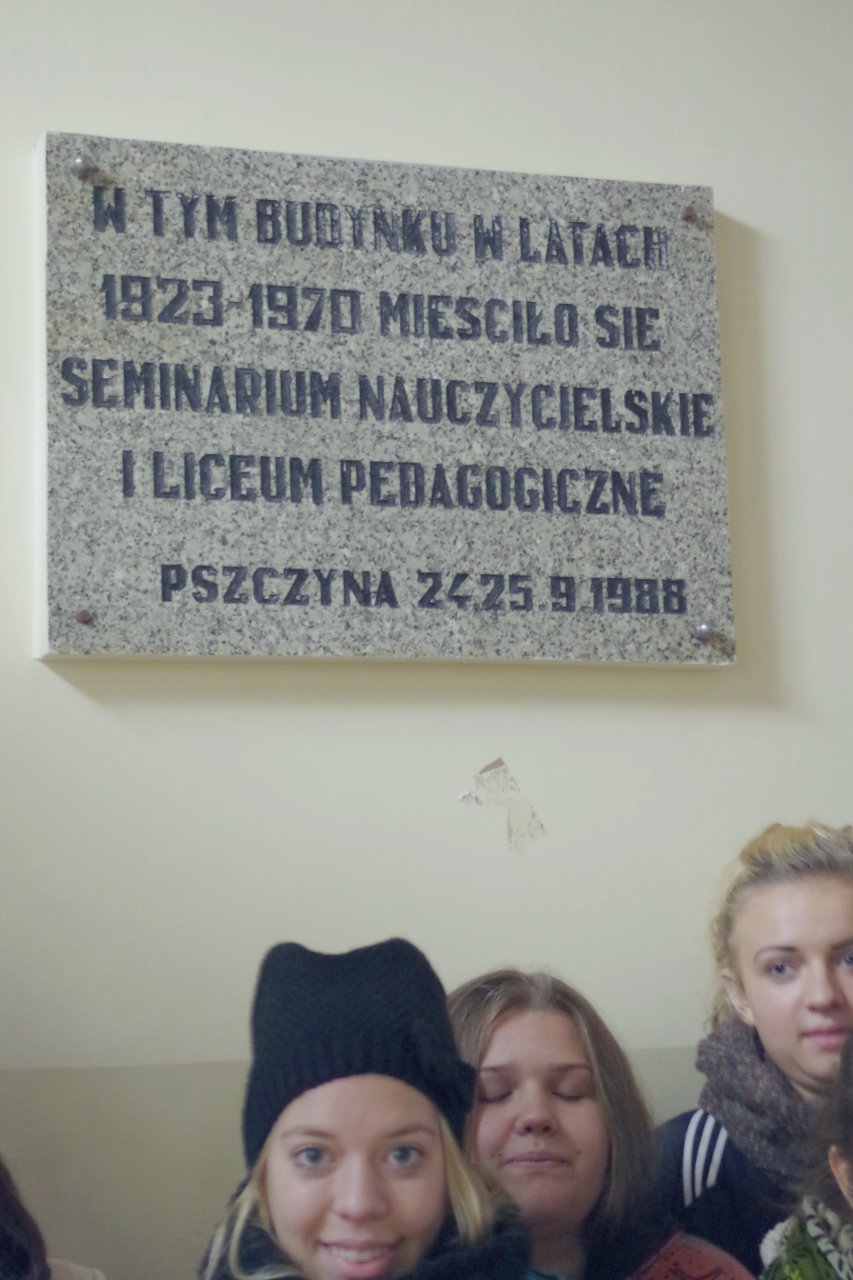 W TYM BUDYNKU W LATACH
1923-1970 MIEŚCIŁO SIĘ
SEMINARIUM NAUCZYCIELSKIE
I LICEUM PEDAGOGICZNE
PSZCZYNA 24.25.9.1988